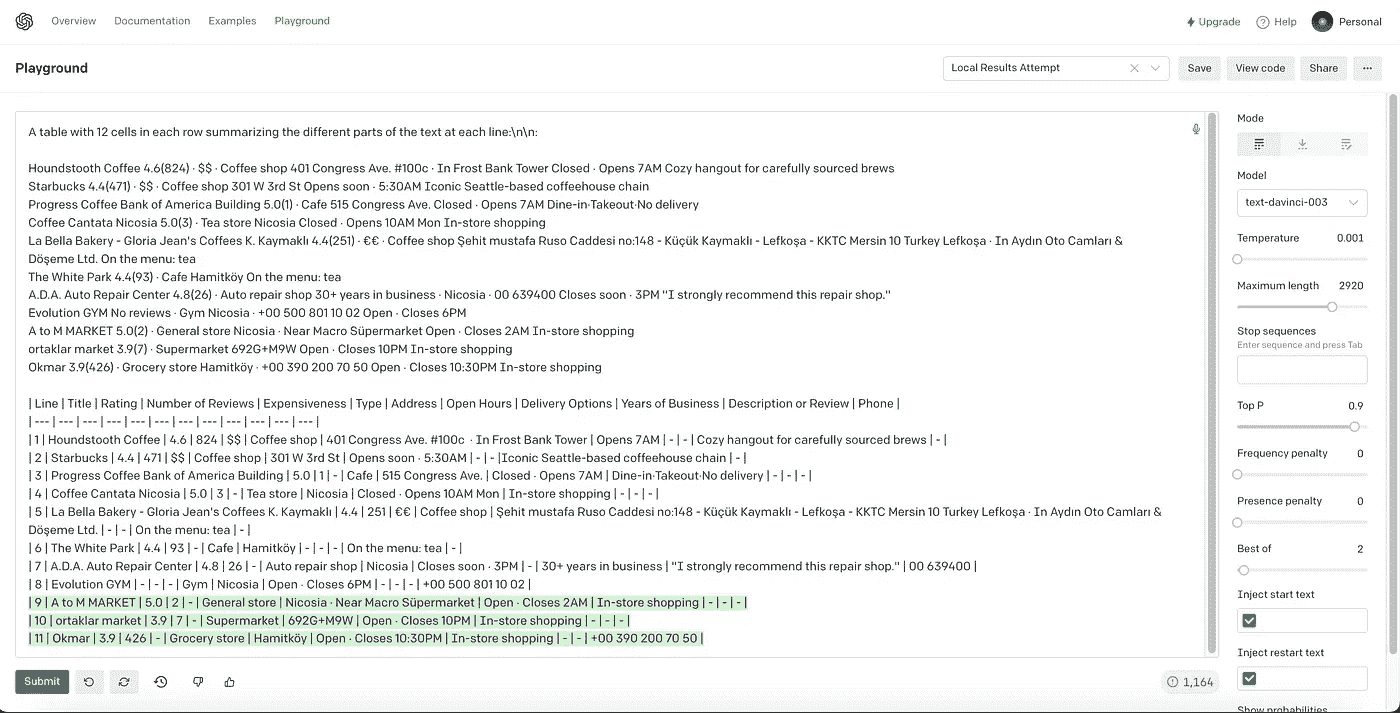 Overview Documentation Examples Playground Upgrade Help Personal
Playground Local Results Attempt Save View code Share ...
A table with 12 cells in each row summarizing the different parts of the text at each line:\n\n:
Houndstooth Coffee 4.6(824) · $$ · Coffee shop 401 Congress Ave. #100c · In Frost Bank Tower Closed · Opens 7AM Cozy hangout for carefully sourced brews
Starbucks 4.4(471) · $$ · Coffee shop 301 W 3rd St Opens soon · 5:30AM Iconic Seattle-based coffeehouse chain
Progress Coffee Bank of America Building 5.0(1) · Cafe 515 Congress Ave. Closed · Opens 7AM Dine-in·Takeout·No delivery
Coffee Cantata Nicosia 5.0(3) · Tea store Nicosia Closed · Opens 10AM Mon In-store shopping
La Bella Bakery - Gloria Jean's Coffees K. Kaymaklı 4.4(251) · €€ · Coffee shop Şehit mustafa Ruso Caddesi no:148 - Küçük Kaymaklı - Lefkoşa - KKTC Mersin 10 Turkey Lefkoşa · In Aydın Oto Camları &
Döşeme Ltd. On the menu: tea
The White Park 4.4(93) · Cafe Hamitköy On the menu: tea
A.D.A. Auto Repair Center 4.8(26) · Auto repair shop 30+ years in business · Nicosia · 00 639400 Closes soon · 3PM "I strongly recommend this repair shop."
Evolution GYM No reviews · Gym Nicosia · +00 500 801 10 02 Open · Closes 6PM
A to M MARKET 5.0(2) · General store Nicosia · Near Macro Süpermarket Open · Closes 2AM In-store shopping
ortaklar market 3.9(7) · Supermarket 692G+M9W Open · Closes 10PM In-store shopping
Okmar 3.9(426) · Grocery store Hamitköy · +00 390 200 70 50 Open · Closes 10:30PM In-store shopping
| Line | Title | Rating | Number of Reviews | Expensiveness | Type | Address | Open Hours | Delivery Options | Years of Business | Description or Review | Phone |
| --- | --- | --- | --- | --- | --- | --- | --- | --- | --- | --- | --- |
| 1 | Houndstooth Coffee | 4.6 | 824 | $$ | Coffee shop | 401 Congress Ave. #100c · In Frost Bank Tower | Opens 7AM | - | - | Cozy hangout for carefully sourced brews | - |
| 2 | Starbucks | 4.4 | 471 | $$ | Coffee shop | 301 W 3rd St | Opens soon · 5:30AM | - | - |Iconic Seattle-based coffeehouse chain | - |
| 3 | Progress Coffee Bank of America Building | 5.0 | 1 | - | Cafe | 515 Congress Ave. | Closed · Opens 7AM | Dine-in·Takeout·No delivery | - | - | - |
| 4 | Coffee Cantata Nicosia | 5.0 | 3 | - | Tea store | Nicosia | Closed · Opens 10AM Mon | In-store shopping | - | - | - |
| 5 | La Bella Bakery - Gloria Jean's Coffees K. Kaymaklı | 4.4 | 251 | €€ | Coffee shop | Şehit mustafa Ruso Caddesi no:148 - Küçük Kaymaklı - Lefkoşa - KKTC Mersin 10 Turkey Lefkoşa · In Aydın Oto Camları &
Döşeme Ltd. | - | - | On the menu: tea | - |
| 6 | The White Park | 4.4 | 93 | - | Cafe | Hamitköy | - | - | - | On the menu: tea | - |
| 7 | A.D.A. Auto Repair Center | 4.8 | 26 | - | Auto repair shop | Nicosia | Closes soon · 3PM | - | 30+ years in business | "I strongly recommend this repair shop." | 00 639400 |
| 8 | Evolution GYM | - | - | - | Gym | Nicosia | Open · Closes 6PM | - | - | - | +00 500 801 10 02 |
| 9 | A to M MARKET | 5.0 | 2 | - | General store | Nicosia · Near Macro Süpermarket | Open · Closes 2AM | In-store shopping | - | - | - |
| 10 | ortaklar market | 3.9 | 7 | - | Supermarket | 692G+M9W | Open · Closes 10PM | In-store shopping | - | - | - |
| 11 | Okmar | 3.9 | 426 | - | Grocery store | Hamitköy | Open · Closes 10:30PM | In-store shopping | - | - | +00 390 200 70 50 |
Submit 1,164
Mode
Model
text-davinci-003
Temperature 0.001
Maximum length 2920
Stop sequences
Enter sequence and press Tab
Top P 0.9
Frequency penalty 0
Presence penalty 0
Best of 2
Inject start text
Inject restart text
Show probabilities